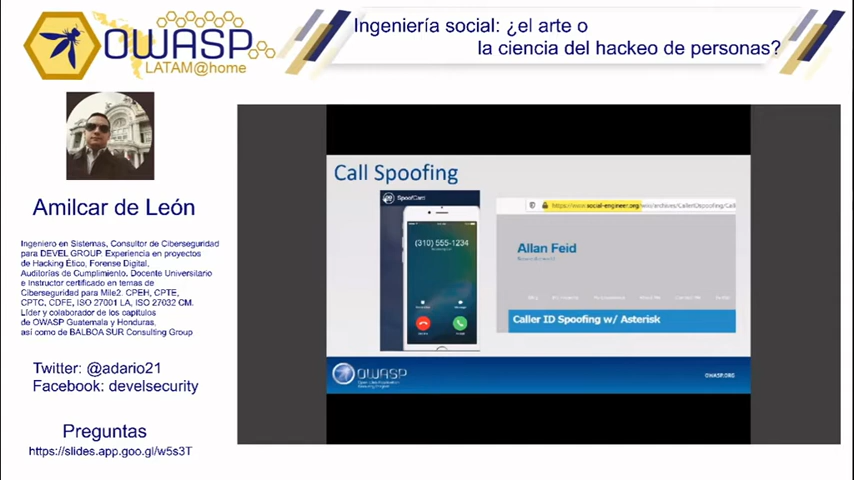 OWASP
LATAM@home
Ingeniería social: ¿el arte o
la ciencia del hackeo de personas?
Amilcar de León
Ingeniero en Sistemas, Consultor de Ciberseguridad
para DEVEL GROUP. Experiencia en proyectos
de Hacking Ético, Forense Digital,
Auditorías de Cumplimiento. Docente Universitario
e Instructor certificado en temas de
Ciberseguridad para Mile2. CPEH, CPTE,
CPTC, CDFE, ISO 27001 LA, ISO 27032 CM.
Líder y colaborador de los capítulos
de OWASP Guatemala y Honduras,
así como de BALBOA SUR Consulting Group
Twitter: @adario21
Facebook: develsecurity
Preguntas
https://slides.app.goo.gl/w5s3T
Call Spoofing
SpoofCard
(310) 555-1234
https://www.social-engineer.org/
Allan Feid
Caller ID Spoofing w/ Asterisk
OWASP
OWASP.ORG